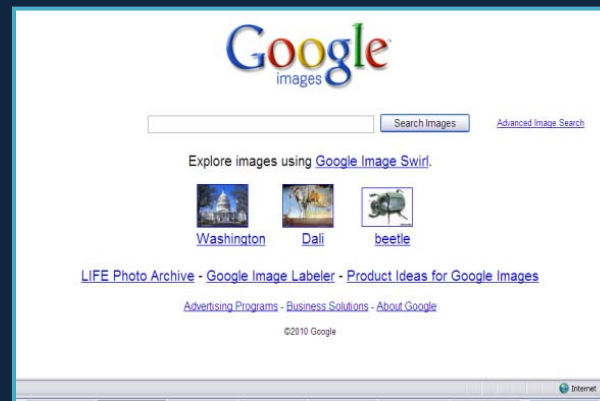 Google
images
Search Images Advanced Image Search
Explore images using Google Image Swirl.
Washington Dali beetle
LIFE Photo Archive - Google Image Labeler - Product Ideas for Google Images
Advertising Programs - Business Solutions - About Google
©2010 Google
Internet